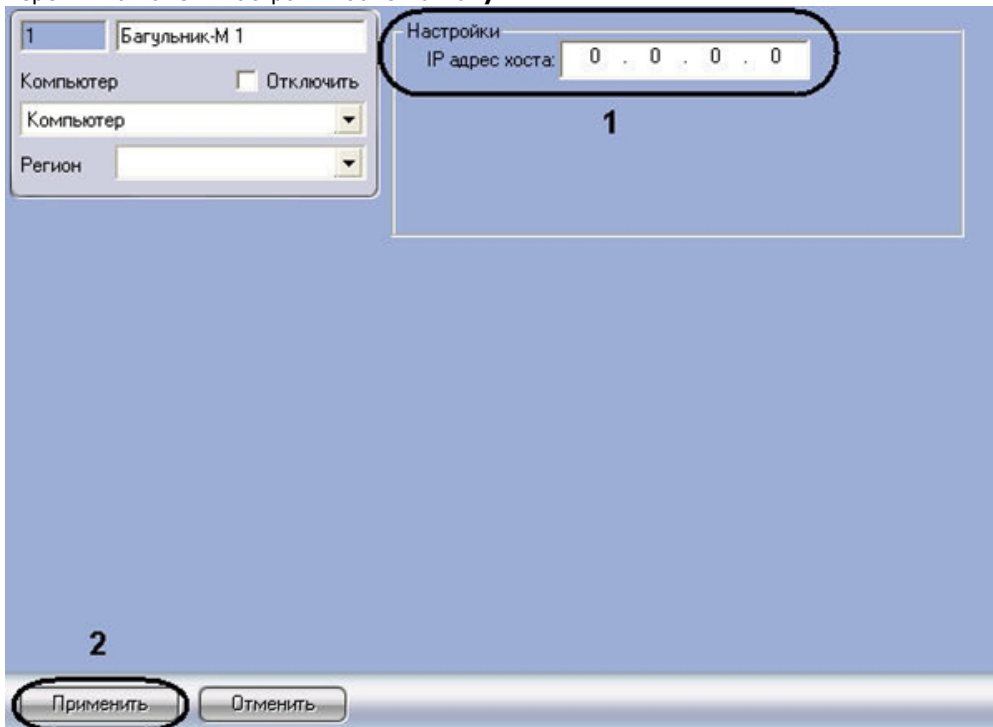 1 Багульник-М 1
Компьютер Отключить
Компьютер
Регион
Настройки
IP адрес хоста: 0 . 0 . 0 . 0
1
2
Применить Отменить